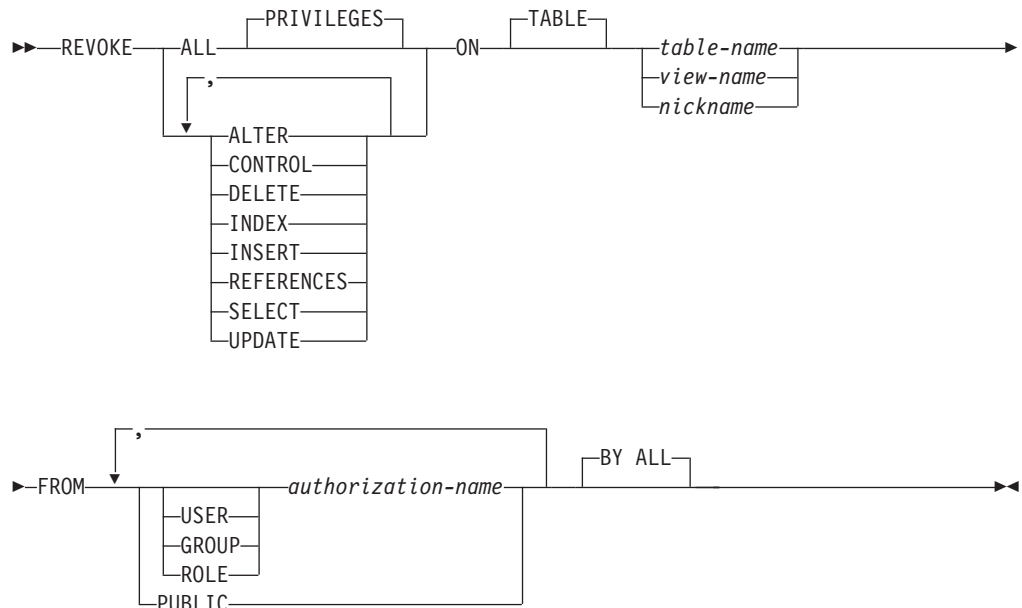 PRIVILEGES TABLE
REVOKE ALL ON table-name
, view-name
nickname
ALTER
CONTROL
DELETE
INDEX
INSERT
REFERENCES
SELECT
UPDATE
, BY ALL
FROM authorization-name
USER
GROUP
ROLE
PUBLIC